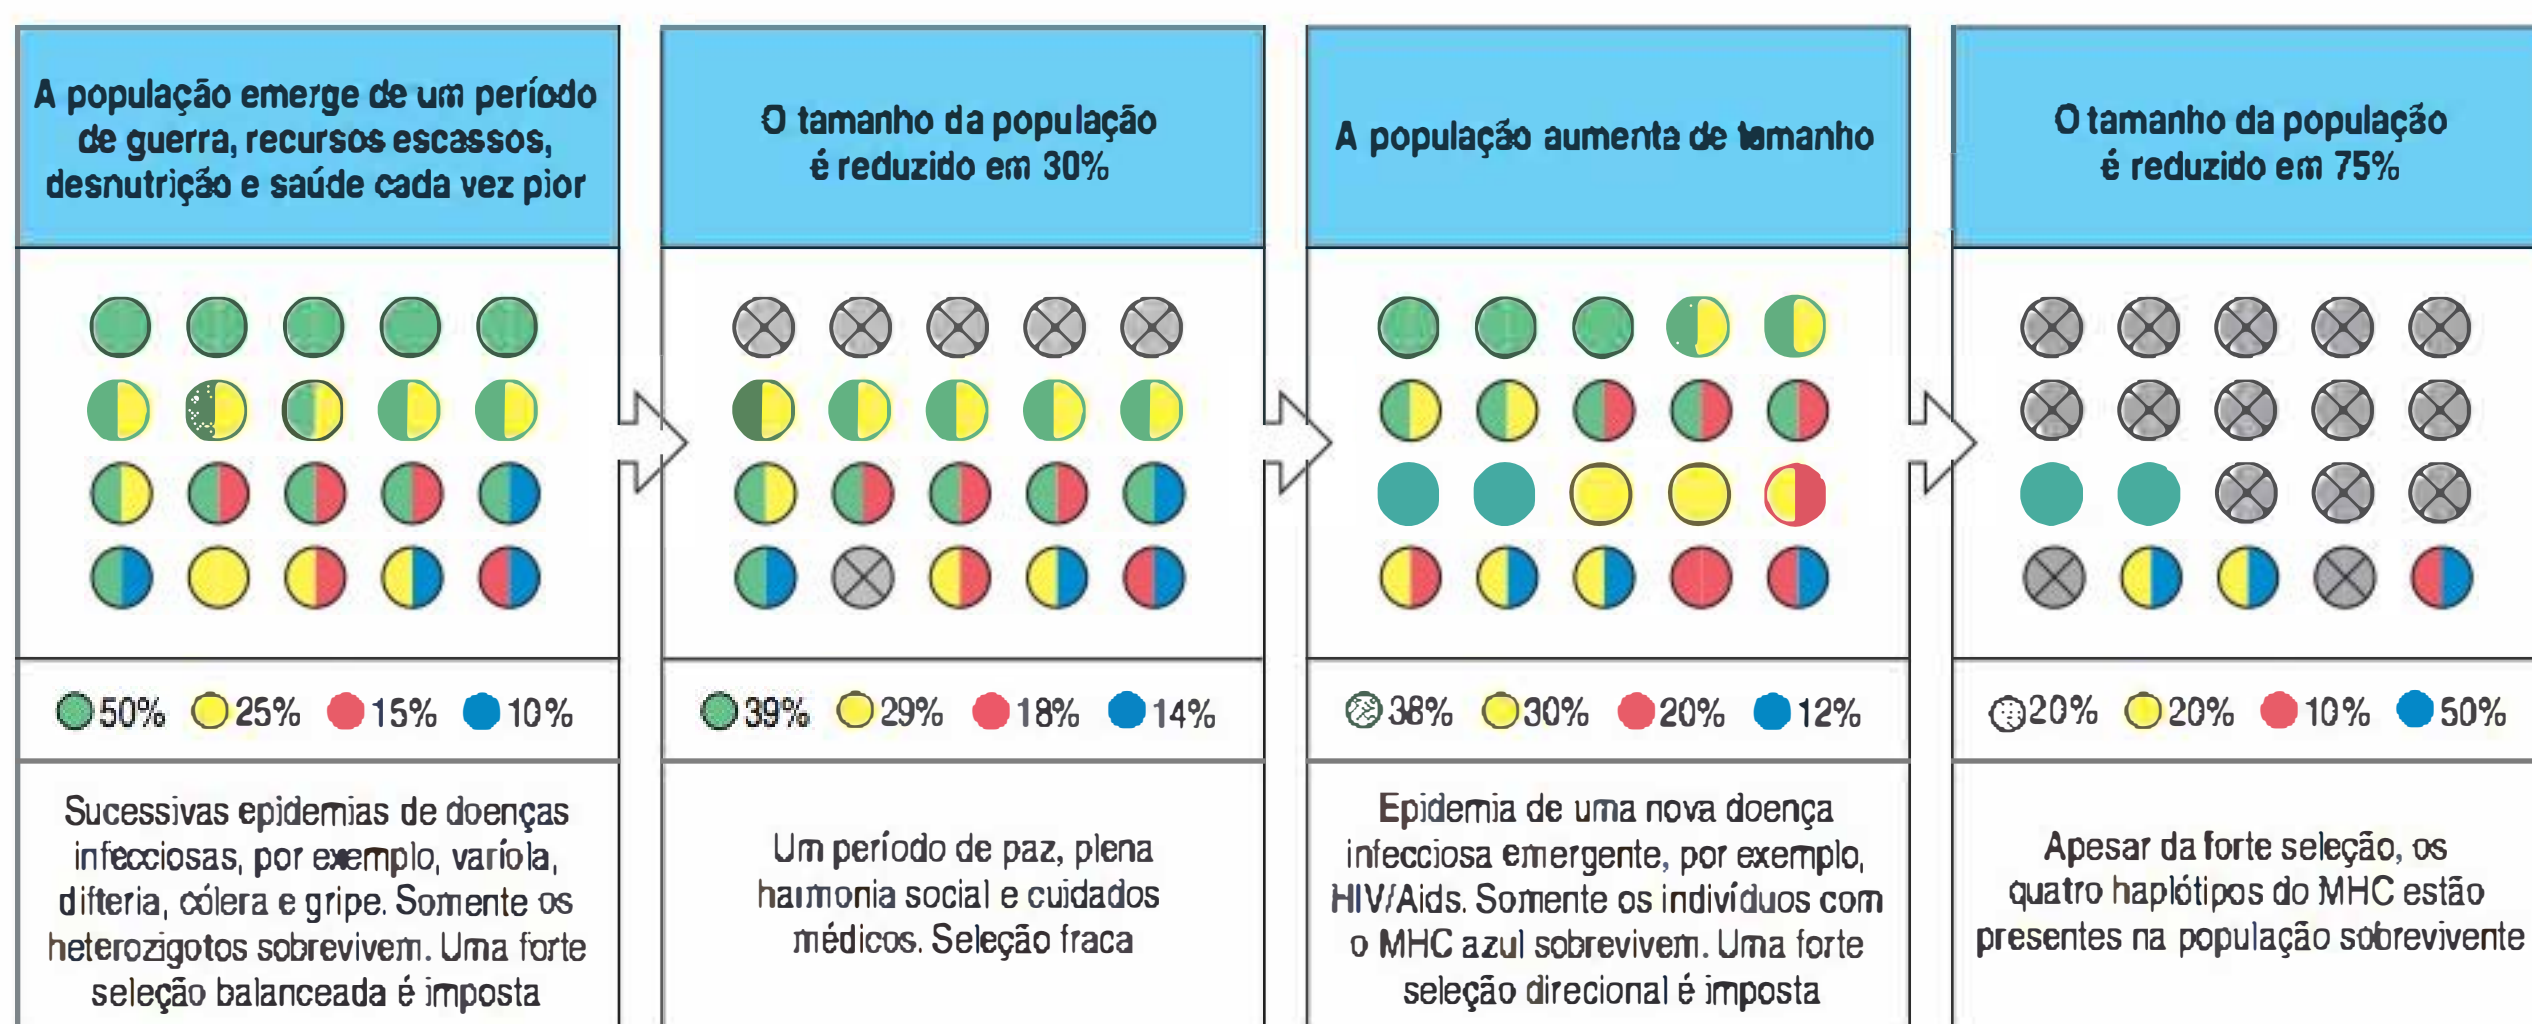 A população emerge de um período
de guerra, recursos escassos,
desnutrição e saúde cada vez pior
50% 25% 15% 10%
Sucessivas epidemias de doenças
infecciosas, por exemplo, varíola,
difteria, cólera e gripe. Somente os
heterozigotos sobrevivem. Uma forte
seleção balanceada é imposta
O tamanho da população
é reduzido em 30%
39% 29% 18% 14%
Um período de paz, plena
harmonia social e cuidados
médicos. Seleção fraca
A população aumenta de tamanho
38% 30% 20% 12%
Epidemia de uma nova doença
infecciosa emergente, por exemplo,
HIV/Aids. Somente os indivíduos com
o MHC azul sobrevivem. Uma forte
seleção direcional é imposta
O tamanho da população
é reduzido em 75%
20% 20% 10% 50%
Apesar da forte seleção, os
quatro haplótipos do MHC estão
presentes na população sobrevivente